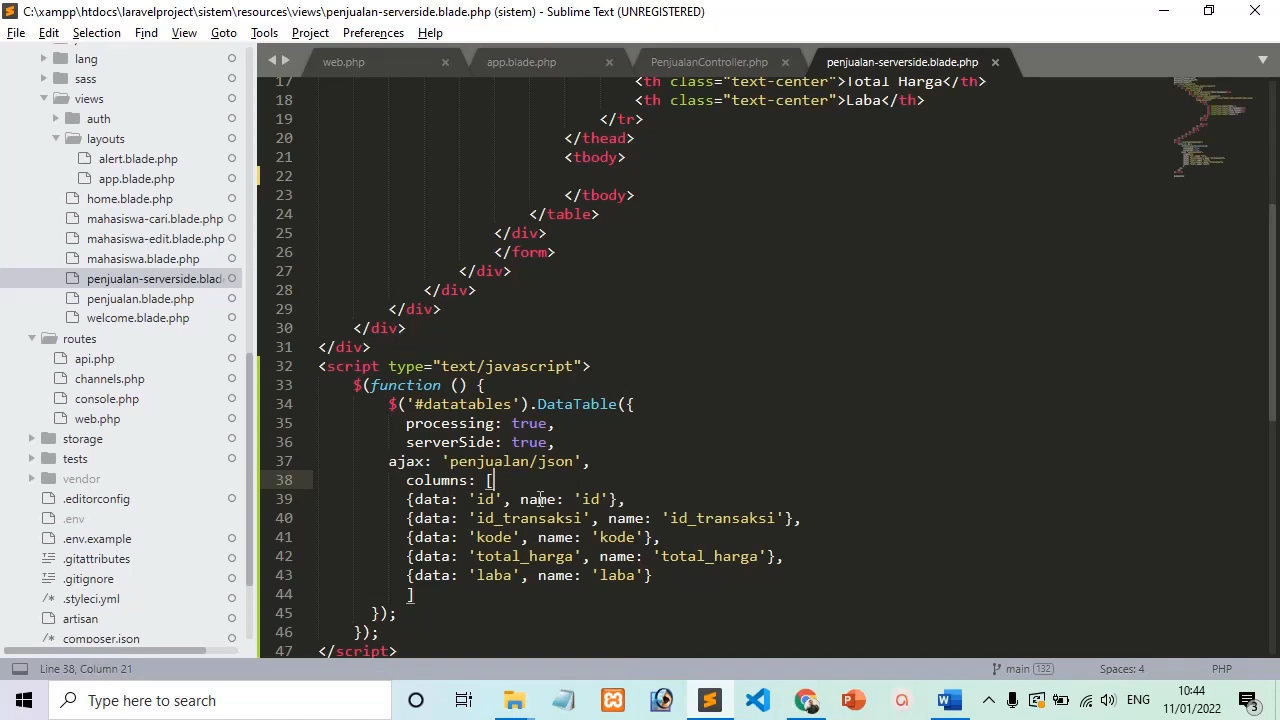 C:\xampp\htdocs\laravelproject\sistem\resources\views\penjualan-serverside.blade.php (sistem) - Sublime Text (UNREGISTERED)
File Edit Selection Find View Goto Tools Project Preferences Help
lang
sass
views
auth
layouts
alert.blade.php
app.blade.php
home.blade.php
mahasiswa-cari.blade.php
mahasiswa-edit.blade.php
mahasiswa.blade.php
penjualan-serverside.blad
penjualan.blade.php
welcome.blade.php
routes
api.php
channels.php
console.php
web.php
storage
tests
vendor
.editorconfig
.env
.env.example
.gitattributes
.gitignore
.styleci.yml
artisan
composer.json
web.php app.blade.php PenjualanController.php penjualan-serverside.blade.php
17 <th class="text-center">Total Harga</th>
18 <th class="text-center">Laba</th>
19 </tr>
20 </thead>
21 <tbody>
22
23 </tbody>
24 </table>
25 </div>
26 </form>
27 </div>
28 </div>
29 </div>
30 </div>
31 </div>
32 <script type="text/javascript">
33 $(function () {
34 $('#datatables').DataTable({
35 processing: true,
36 serverSide: true,
37 ajax: 'penjualan/json',
38 columns: [
39 {data: 'id', name: 'id'},
40 {data: 'id_transaksi', name: 'id_transaksi'},
41 {data: 'kode', name: 'kode'},
42 {data: 'total_harga', name: 'total_harga'},
43 {data: 'laba', name: 'laba'}
44 ]
45 });
46 });
47 </script>
Line 38, Column 21 main 132 Spaces: 4 PHP
Type here to search ENG 10:44
11/01/2022 3